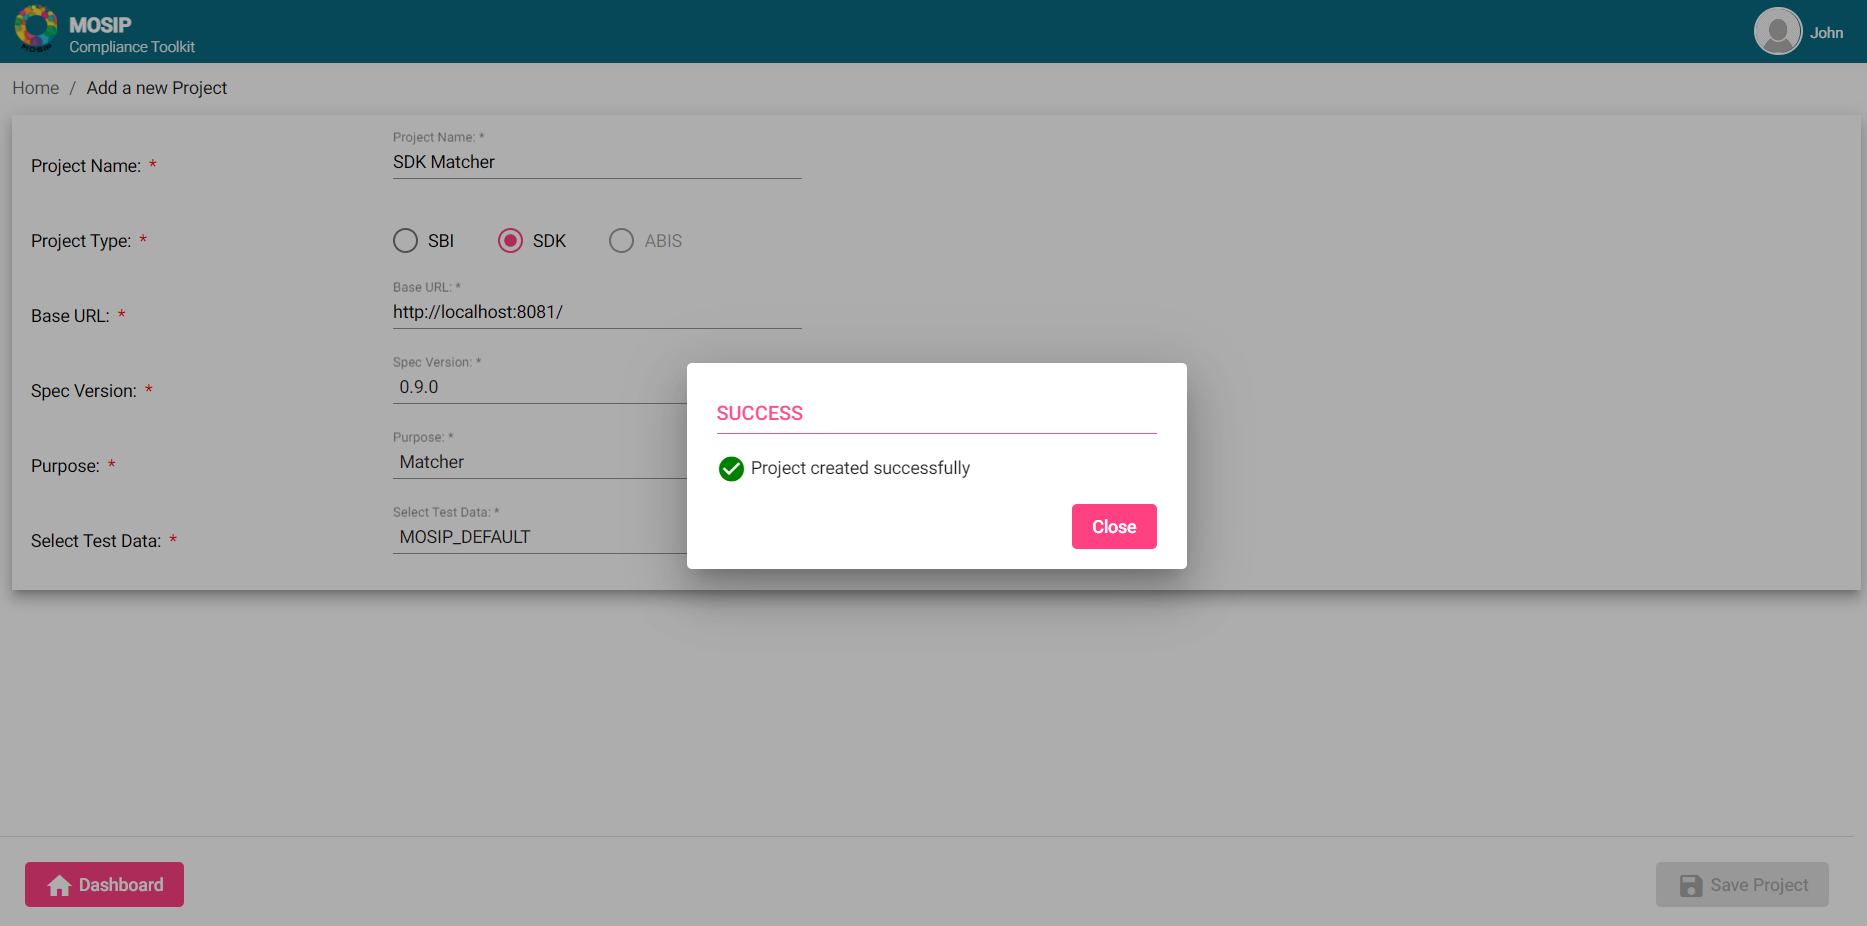 MOSIP
Compliance Toolkit
John
Home / Add a new Project
Project Name: *
Project Name: *
SDK Matcher
Project Type: *
SBI
SDK
ABIS
Base URL: *
Base URL: *
http://localhost:8081/
Spec Version: *
Spec Version: *
0.9.0
Purpose: *
Purpose: *
Matcher
Select Test Data: *
Select Test Data: *
MOSIP_DEFAULT
SUCCESS
Project created successfully
Close
Dashboard
Save Project